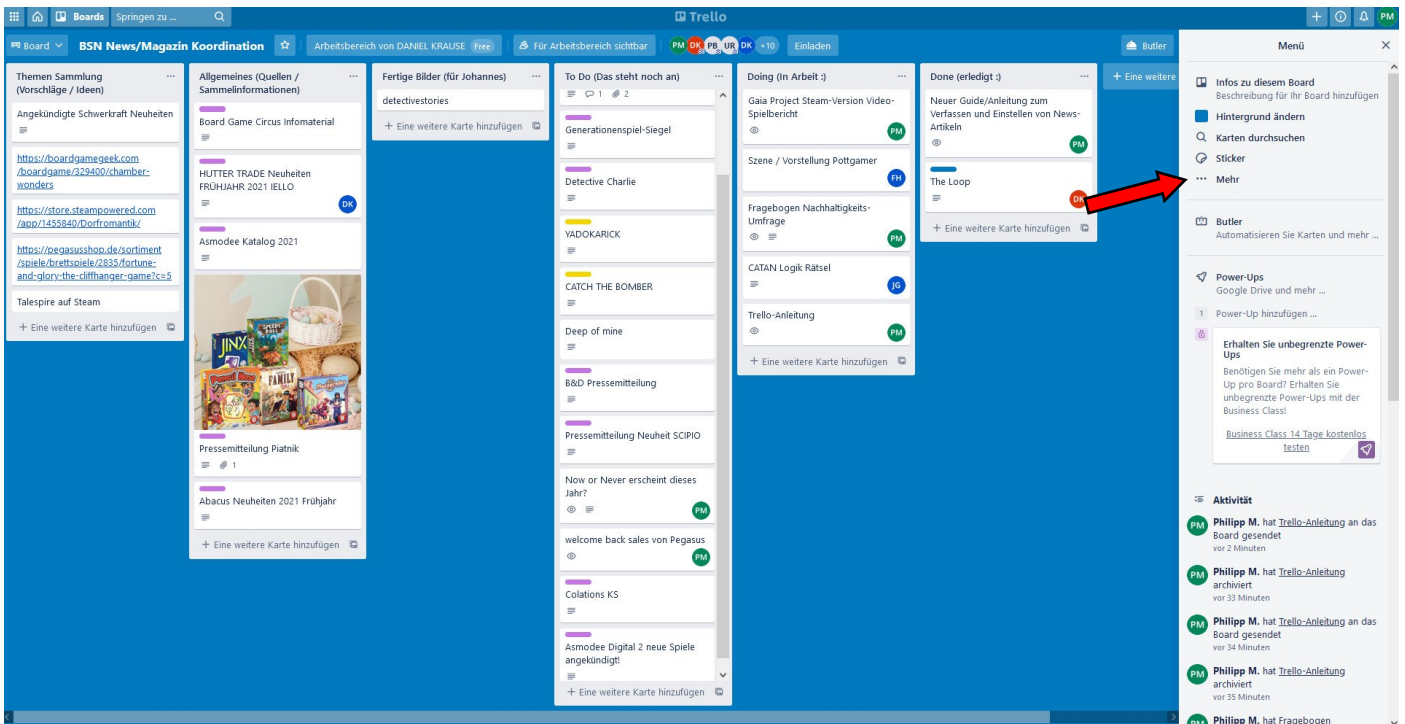 Boards
Springen zu ...
Trello
PM
Board
BSN News/Magazin Koordination
Arbeitsbereich von DANIEL KRAUSE
Free
Für Arbeitsbereich sichtbar
PM
DK
PB
UR
DK
+10
Einladen
Butler
Themen Sammlung
(Vorschläge / Ideen)
Angekündigte Schwerkraft Neuheiten
https://boardgamegeek.com
/boardgame/329400/chamber-
wonders
https://store.steampowered.com
/app/1455840/Dorfromantik/
https://pegasusshop.de/sortiment
/spiele/brettspiele/2835/fortune-
and-glory-the-cliffhanger-game?c=5
Talespire auf Steam
+ Eine weitere Karte hinzufügen
Allgemeines (Quellen /
Sammelinformationen)
Board Game Circus Infomaterial
HUTTER TRADE Neuheiten
FRÜHJAHR 2021 IELLO
DK
Asmodee Katalog 2021
SPEEDY
ROLL
JINX
FAMILY
Pressemitteilung Piatnik
1
Abacus Neuheiten 2021 Frühjahr
+ Eine weitere Karte hinzufügen
Fertige Bilder (für Johannes)
detectivestories
+ Eine weitere Karte hinzufügen
To Do (Das steht noch an)
1
2
Generationenspiel-Siegel
Detective Charlie
YADOKARICK
CATCH THE BOMBER
Deep of mine
B&D Pressemitteilung
Pressemitteilung Neuheit SCIPIO
Now or Never erscheint dieses
Jahr?
PM
welcome back sales von Pegasus
PM
Colations KS
Asmodee Digital 2 neue Spiele
angekündigt!
+ Eine weitere Karte hinzufügen
Doing (In Arbeit :)
Gaia Project Steam-Version Video-
Spielbericht
PM
Szene / Vorstellung Pottgamer
FH
Fragebogen Nachhaltigkeits-
Umfrage
PM
CATAN Logik Rätsel
JG
Trello-Anleitung
PM
+ Eine weitere Karte hinzufügen
Done (erledigt :)
Neuer Guide/Anleitung zum
Verfassen und Einstellen von News-
Artikeln
PM
The Loop
DK
+ Eine weitere Karte hinzufügen
+ Eine weitere
Menü
Infos zu diesem Board
Beschreibung für Ihr Board hinzufügen
Hintergrund ändern
Karten durchsuchen
Sticker
Mehr
Butler
Automatisieren Sie Karten und mehr ...
Power-Ups
Google Drive und mehr ...
1 Power-Up hinzufügen ...
Erhalten Sie unbegrenzte Power-
Ups
Benötigen Sie mehr als ein Power-
Up pro Board? Erhalten Sie
unbegrenzte Power-Ups mit der
Business Class!
Business Class 14 Tage kostenlos
testen
Aktivität
PM
Philipp M. hat Trello-Anleitung an das
Board gesendet
vor 2 Minuten
PM
Philipp M. hat Trello-Anleitung
archiviert
vor 33 Minuten
PM
Philipp M. hat Trello-Anleitung an das
Board gesendet
vor 34 Minuten
PM
Philipp M. hat Trello-Anleitung
archiviert
vor 35 Minuten
PM
Philipp M. hat Fragebogen